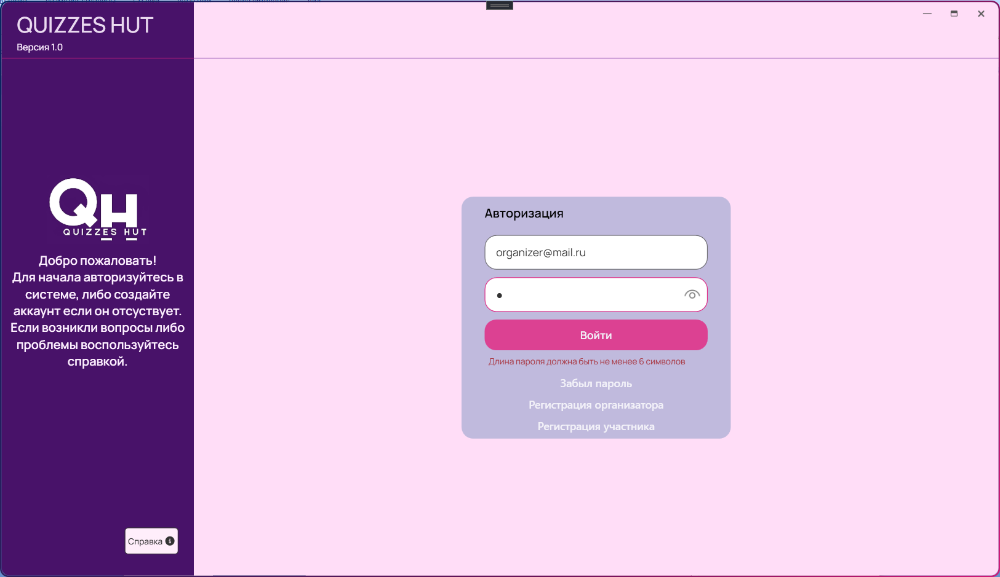 QUIZZES HUT
Версия 1.0
QH
QUIZZES HUT
Добро пожаловать!
Для начала авторизуйтесь в
системе, либо создайте
аккаунт если он отсуствует.
Если возникли вопросы либо
проблемы воспользуйтесь
справкой.
Справка
Авторизация
organizer@mail.ru
Войти
Длина пароля должна быть не менее 6 символов
Забыл пароль
Регистрация организатора
Регистрация участника